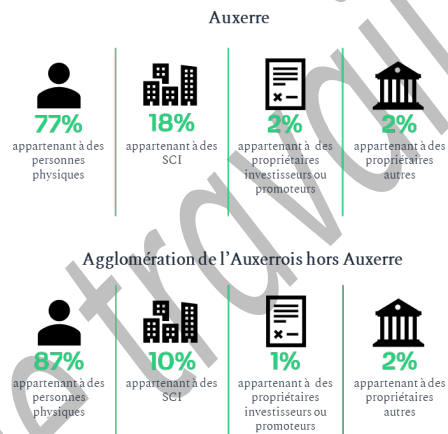 Auxerre
77% 18% 2% 2%
appartenant à des personnes physiques
appartenant à des SCI
appartenant à des propriétaires investisseurs ou promoteurs
appartenant à des propriétaires autres
Agglomération de l'Auxerrois hors Auxerre
87% 10% 1% 2%
appartenant à des personnes physiques
appartenant à des SCI
appartenant à des propriétaires investisseurs ou promoteurs
appartenant à des propriétaires autres
e travail